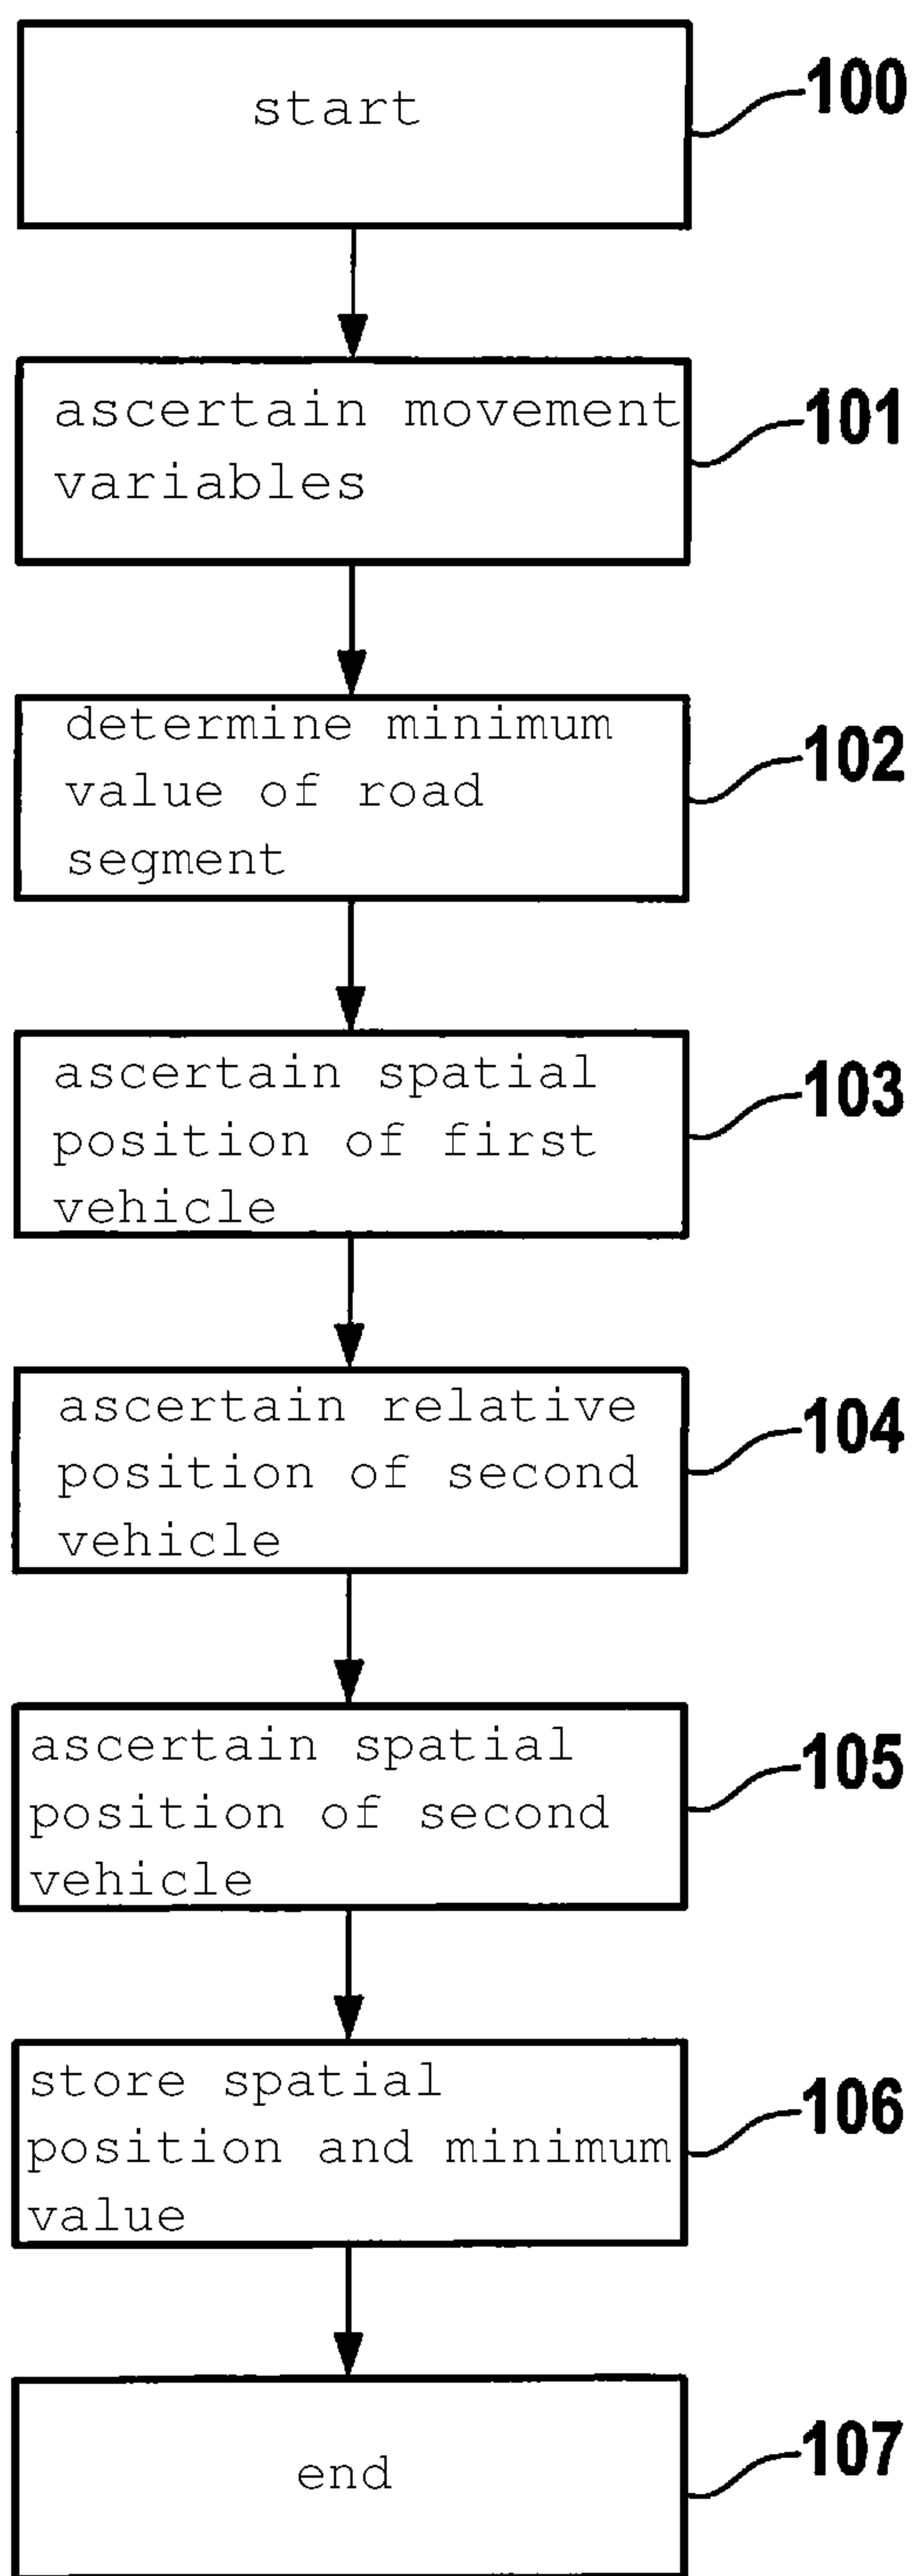 start
100
ascertain movement
variables
101
determine minimum
value of road
segment
102
ascertain spatial
position of first
vehicle
103
ascertain relative
position of second
vehicle
104
ascertain spatial
position of second
vehicle
105
store spatial
position and minimum
value
106
end
107